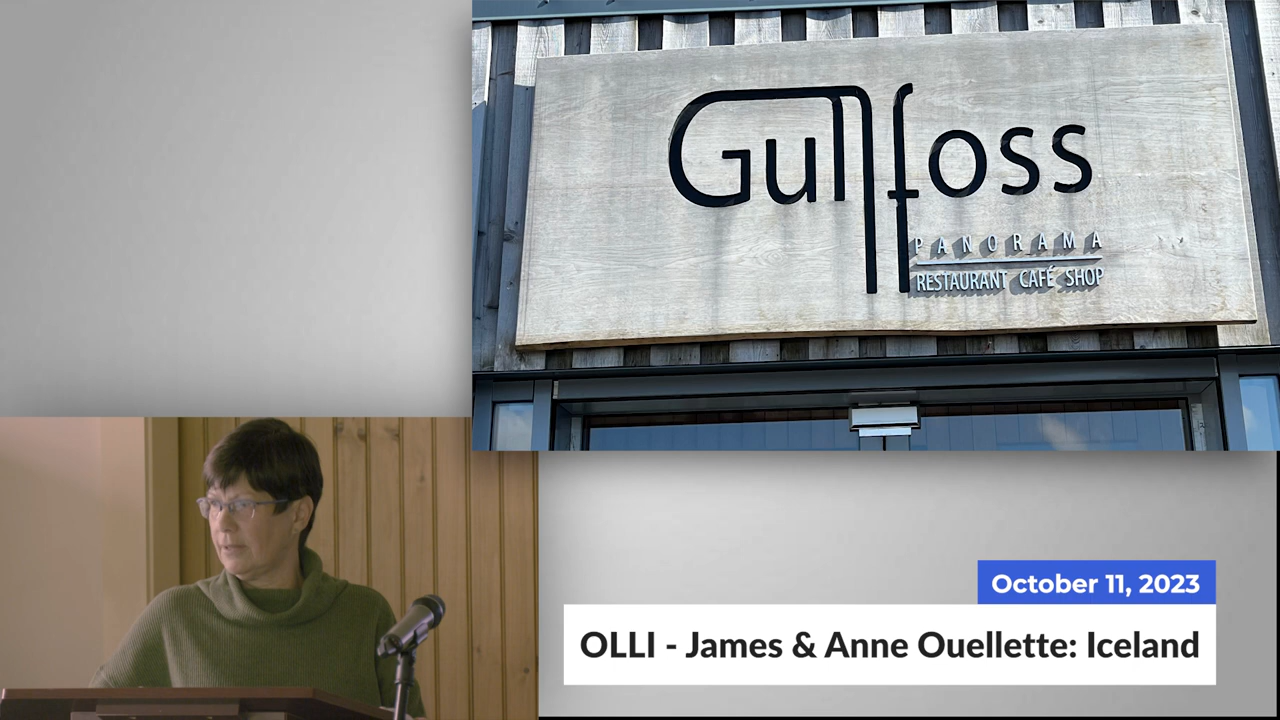 Gullfoss
PANORAMA
RESTAURANT CAFÉ SHOP
October 11, 2023
OLLI - James & Anne Ouellette: Iceland